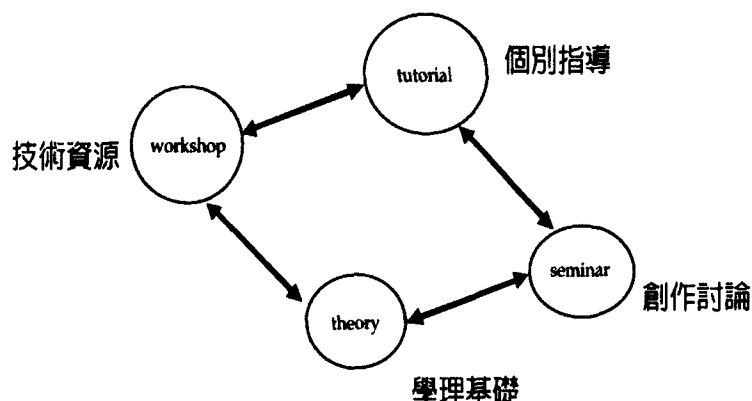 tutorial
個別指導
workshop
技術資源
seminar
創作討論
theory
學理基礎